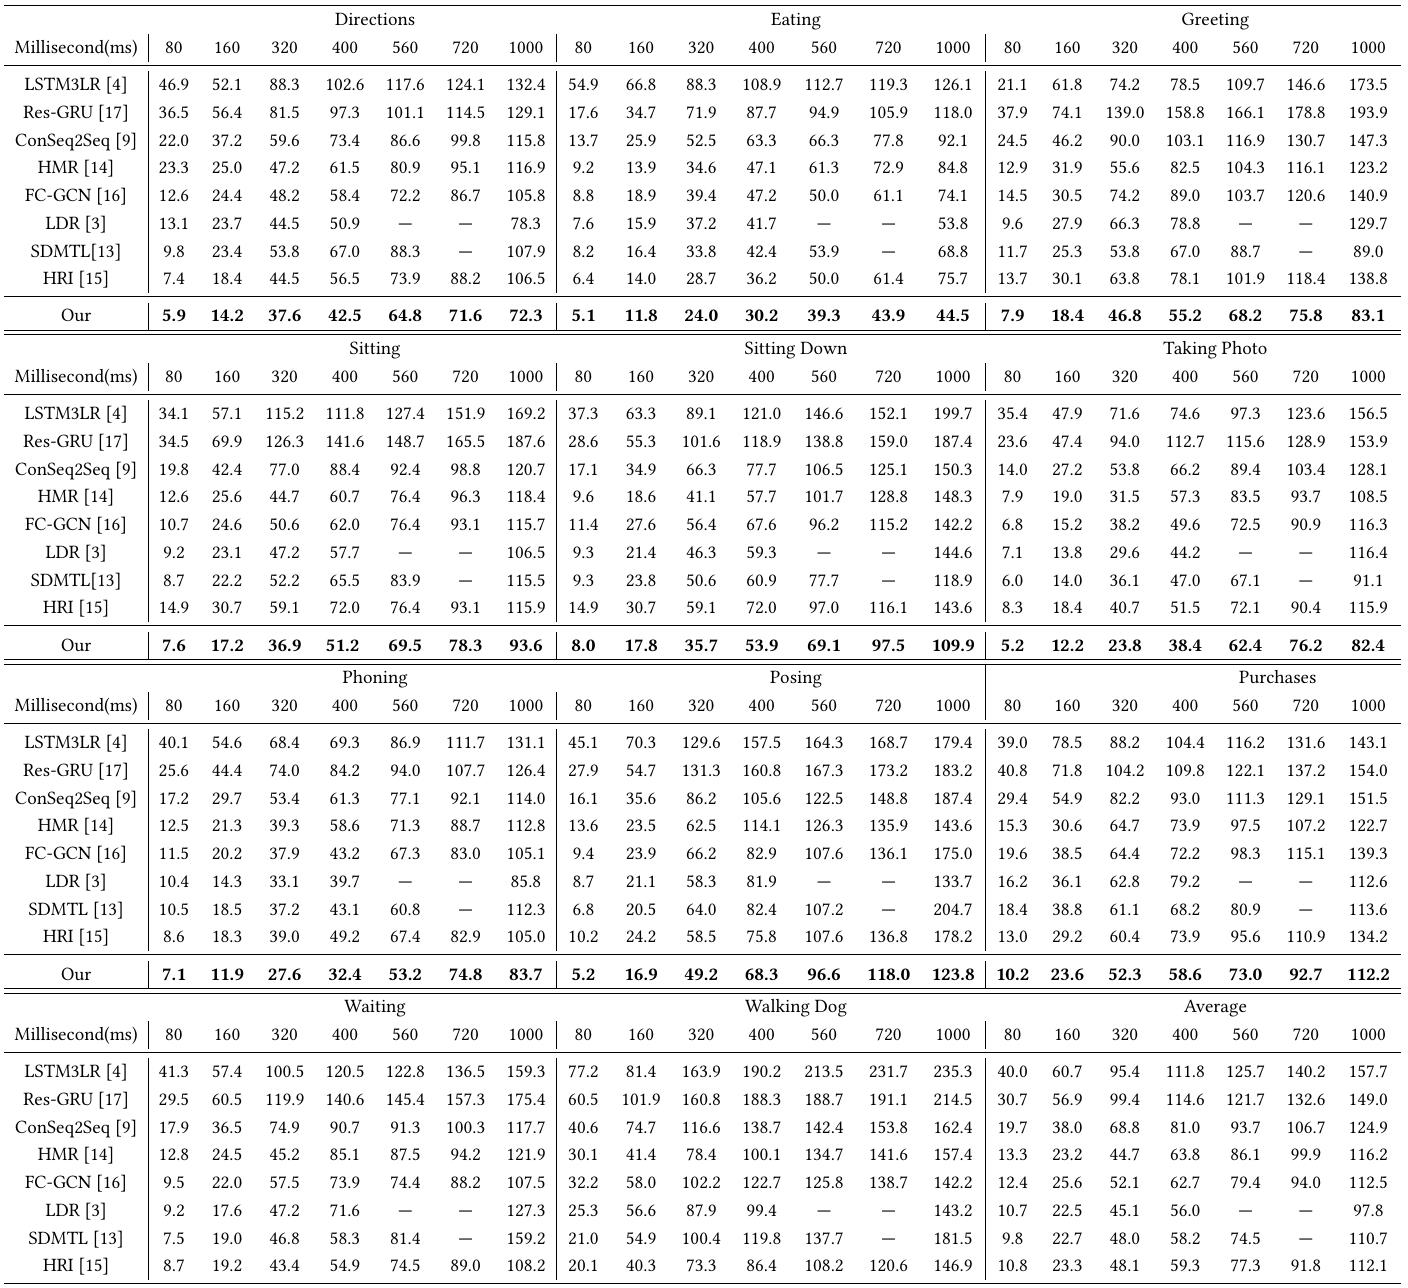 Directions Eating Greeting
Millisecond(ms) 80 160 320 400 560 720 1000 80 160 320 400 560 720 1000 80 160 320 400 560 720 1000
LSTM3LR [4] 46.9 52.1 88.3 102.6 117.6 124.1 132.4 54.9 66.8 88.3 108.9 112.7 119.3 126.1 21.1 61.8 74.2 78.5 109.7 146.6 173.5
Res-GRU [17] 36.5 56.4 81.5 97.3 101.1 114.5 129.1 17.6 34.7 71.9 87.7 94.9 105.9 118.0 37.9 74.1 139.0 158.8 166.1 178.8 193.9
ConSeq2Seq [9] 22.0 37.2 59.6 73.4 86.6 99.8 115.8 13.7 25.9 52.5 63.3 66.3 77.8 92.1 24.5 46.2 90.0 103.1 116.9 130.7 147.3
HMR [14] 23.3 25.0 47.2 61.5 80.9 95.1 116.9 9.2 13.9 34.6 47.1 61.3 72.9 84.8 12.9 31.9 55.6 82.5 104.3 116.1 123.2
FC-GCN [16] 12.6 24.4 48.2 58.4 72.2 86.7 105.8 8.8 18.9 39.4 47.2 50.0 61.1 74.1 14.5 30.5 74.2 89.0 103.7 120.6 140.9
LDR [3] 13.1 23.7 44.5 50.9 — — 78.3 7.6 15.9 37.2 41.7 — — 53.8 9.6 27.9 66.3 78.8 — — 129.7
SDMTL[13] 9.8 23.4 53.8 67.0 88.3 — 107.9 8.2 16.4 33.8 42.4 53.9 — 68.8 11.7 25.3 53.8 67.0 88.7 — 89.0
HRI [15] 7.4 18.4 44.5 56.5 73.9 88.2 106.5 6.4 14.0 28.7 36.2 50.0 61.4 75.7 13.7 30.1 63.8 78.1 101.9 118.4 138.8
Our 5.9 14.2 37.6 42.5 64.8 71.6 72.3 5.1 11.8 24.0 30.2 39.3 43.9 44.5 7.9 18.4 46.8 55.2 68.2 75.8 83.1
Sitting Sitting Down Taking Photo
Millisecond(ms) 80 160 320 400 560 720 1000 80 160 320 400 560 720 1000 80 160 320 400 560 720 1000
LSTM3LR [4] 34.1 57.1 115.2 111.8 127.4 151.9 169.2 37.3 63.3 89.1 121.0 146.6 152.1 199.7 35.4 47.9 71.6 74.6 97.3 123.6 156.5
Res-GRU [17] 34.5 69.9 126.3 141.6 148.7 165.5 187.6 28.6 55.3 101.6 118.9 138.8 159.0 187.4 23.6 47.4 94.0 112.7 115.6 128.9 153.9
ConSeq2Seq [9] 19.8 42.4 77.0 88.4 92.4 98.8 120.7 17.1 34.9 66.3 77.7 106.5 125.1 150.3 14.0 27.2 53.8 66.2 89.4 103.4 128.1
HMR [14] 12.6 25.6 44.7 60.7 76.4 96.3 118.4 9.6 18.6 41.1 57.7 101.7 128.8 148.3 7.9 19.0 31.5 57.3 83.5 93.7 108.5
FC-GCN [16] 10.7 24.6 50.6 62.0 76.4 93.1 115.7 11.4 27.6 56.4 67.6 96.2 115.2 142.2 6.8 15.2 38.2 49.6 72.5 90.9 116.3
LDR [3] 9.2 23.1 47.2 57.7 — — 106.5 9.3 21.4 46.3 59.3 — — 144.6 7.1 13.8 29.6 44.2 — — 116.4
SDMTL[13] 8.7 22.2 52.2 65.5 83.9 — 115.5 9.3 23.8 50.6 60.9 77.7 — 118.9 6.0 14.0 36.1 47.0 67.1 — 91.1
HRI [15] 14.9 30.7 59.1 72.0 76.4 93.1 115.9 14.9 30.7 59.1 72.0 97.0 116.1 143.6 8.3 18.4 40.7 51.5 72.1 90.4 115.9
Our 7.6 17.2 36.9 51.2 69.5 78.3 93.6 8.0 17.8 35.7 53.9 69.1 97.5 109.9 5.2 12.2 23.8 38.4 62.4 76.2 82.4
Phoning Posing Purchases
Millisecond(ms) 80 160 320 400 560 720 1000 80 160 320 400 560 720 1000 80 160 320 400 560 720 1000
LSTM3LR [4] 40.1 54.6 68.4 69.3 86.9 111.7 131.1 45.1 70.3 129.6 157.5 164.3 168.7 179.4 39.0 78.5 88.2 104.4 116.2 131.6 143.1
Res-GRU [17] 25.6 44.4 74.0 84.2 94.0 107.7 126.4 27.9 54.7 131.3 160.8 167.3 173.2 183.2 40.8 71.8 104.2 109.8 122.1 137.2 154.0
ConSeq2Seq [9] 17.2 29.7 53.4 61.3 77.1 92.1 114.0 16.1 35.6 86.2 105.6 122.5 148.8 187.4 29.4 54.9 82.2 93.0 111.3 129.1 151.5
HMR [14] 12.5 21.3 39.3 58.6 71.3 88.7 112.8 13.6 23.5 62.5 114.1 126.3 135.9 143.6 15.3 30.6 64.7 73.9 97.5 107.2 122.7
FC-GCN [16] 11.5 20.2 37.9 43.2 67.3 83.0 105.1 9.4 23.9 66.2 82.9 107.6 136.1 175.0 19.6 38.5 64.4 72.2 98.3 115.1 139.3
LDR [3] 10.4 14.3 33.1 39.7 — — 85.8 8.7 21.1 58.3 81.9 — — 133.7 16.2 36.1 62.8 79.2 — — 112.6
SDMTL [13] 10.5 18.5 37.2 43.1 60.8 — 112.3 6.8 20.5 64.0 82.4 107.2 — 204.7 18.4 38.8 61.1 68.2 80.9 — 113.6
HRI [15] 8.6 18.3 39.0 49.2 67.4 82.9 105.0 10.2 24.2 58.5 75.8 107.6 136.8 178.2 13.0 29.2 60.4 73.9 95.6 110.9 134.2
Our 7.1 11.9 27.6 32.4 53.2 74.8 83.7 5.2 16.9 49.2 68.3 96.6 118.0 123.8 10.2 23.6 52.3 58.6 73.0 92.7 112.2
Waiting Walking Dog Average
Millisecond(ms) 80 160 320 400 560 720 1000 80 160 320 400 560 720 1000 80 160 320 400 560 720 1000
LSTM3LR [4] 41.3 57.4 100.5 120.5 122.8 136.5 159.3 77.2 81.4 163.9 190.2 213.5 231.7 235.3 40.0 60.7 95.4 111.8 125.7 140.2 157.7
Res-GRU [17] 29.5 60.5 119.9 140.6 145.4 157.3 175.4 60.5 101.9 160.8 188.3 188.7 191.1 214.5 30.7 56.9 99.4 114.6 121.7 132.6 149.0
ConSeq2Seq [9] 17.9 36.5 74.9 90.7 91.3 100.3 117.7 40.6 74.7 116.6 138.7 142.4 153.8 162.4 19.7 38.0 68.8 81.0 93.7 106.7 124.9
HMR [14] 12.8 24.5 45.2 85.1 87.5 94.2 121.9 30.1 41.4 78.4 100.1 134.7 141.6 157.4 13.3 23.2 44.7 63.8 86.1 99.9 116.2
FC-GCN [16] 9.5 22.0 57.5 73.9 74.4 88.2 107.5 32.2 58.0 102.2 122.7 125.8 138.7 142.2 12.4 25.6 52.1 62.7 79.4 94.0 112.5
LDR [3] 9.2 17.6 47.2 71.6 — — 127.3 25.3 56.6 87.9 99.4 — — 143.2 10.7 22.5 45.1 56.0 — — 97.8
SDMTL [13] 7.5 19.0 46.8 58.3 81.4 — 159.2 21.0 54.9 100.4 119.8 137.7 — 181.5 9.8 22.7 48.0 58.2 74.5 — 110.7
HRI [15] 8.7 19.2 43.4 54.9 74.5 89.0 108.2 20.1 40.3 73.3 86.4 108.2 120.6 146.9 10.8 23.3 48.1 59.3 77.3 91.8 112.1